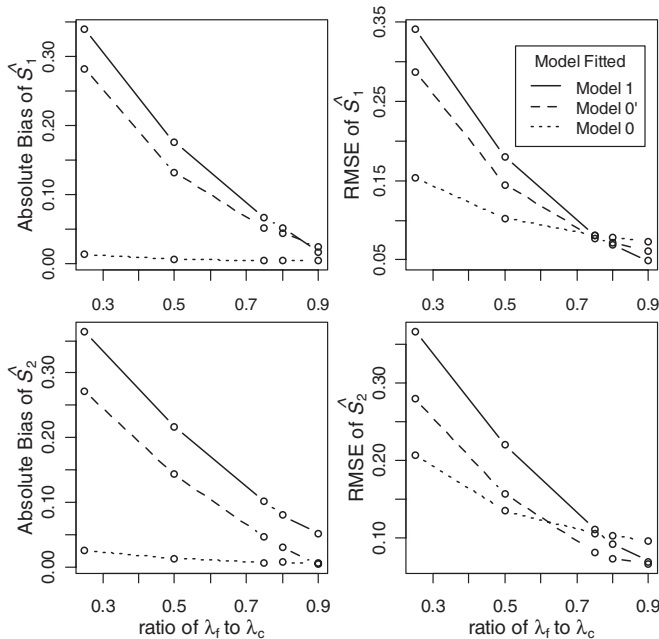 Absolute Bias of Ŝ1
0.00 0.10 0.20 0.30
0.3 0.5 0.7 0.9
RMSE of Ŝ1
0.05 0.15 0.25 0.35
0.3 0.5 0.7 0.9
Model Fitted
Model 1
Model 0'
Model 0
Absolute Bias of Ŝ2
0.00 0.10 0.20 0.30
0.3 0.5 0.7 0.9
ratio of λf to λc
RMSE of Ŝ2
0.10 0.20 0.30
0.3 0.5 0.7 0.9
ratio of λf to λc